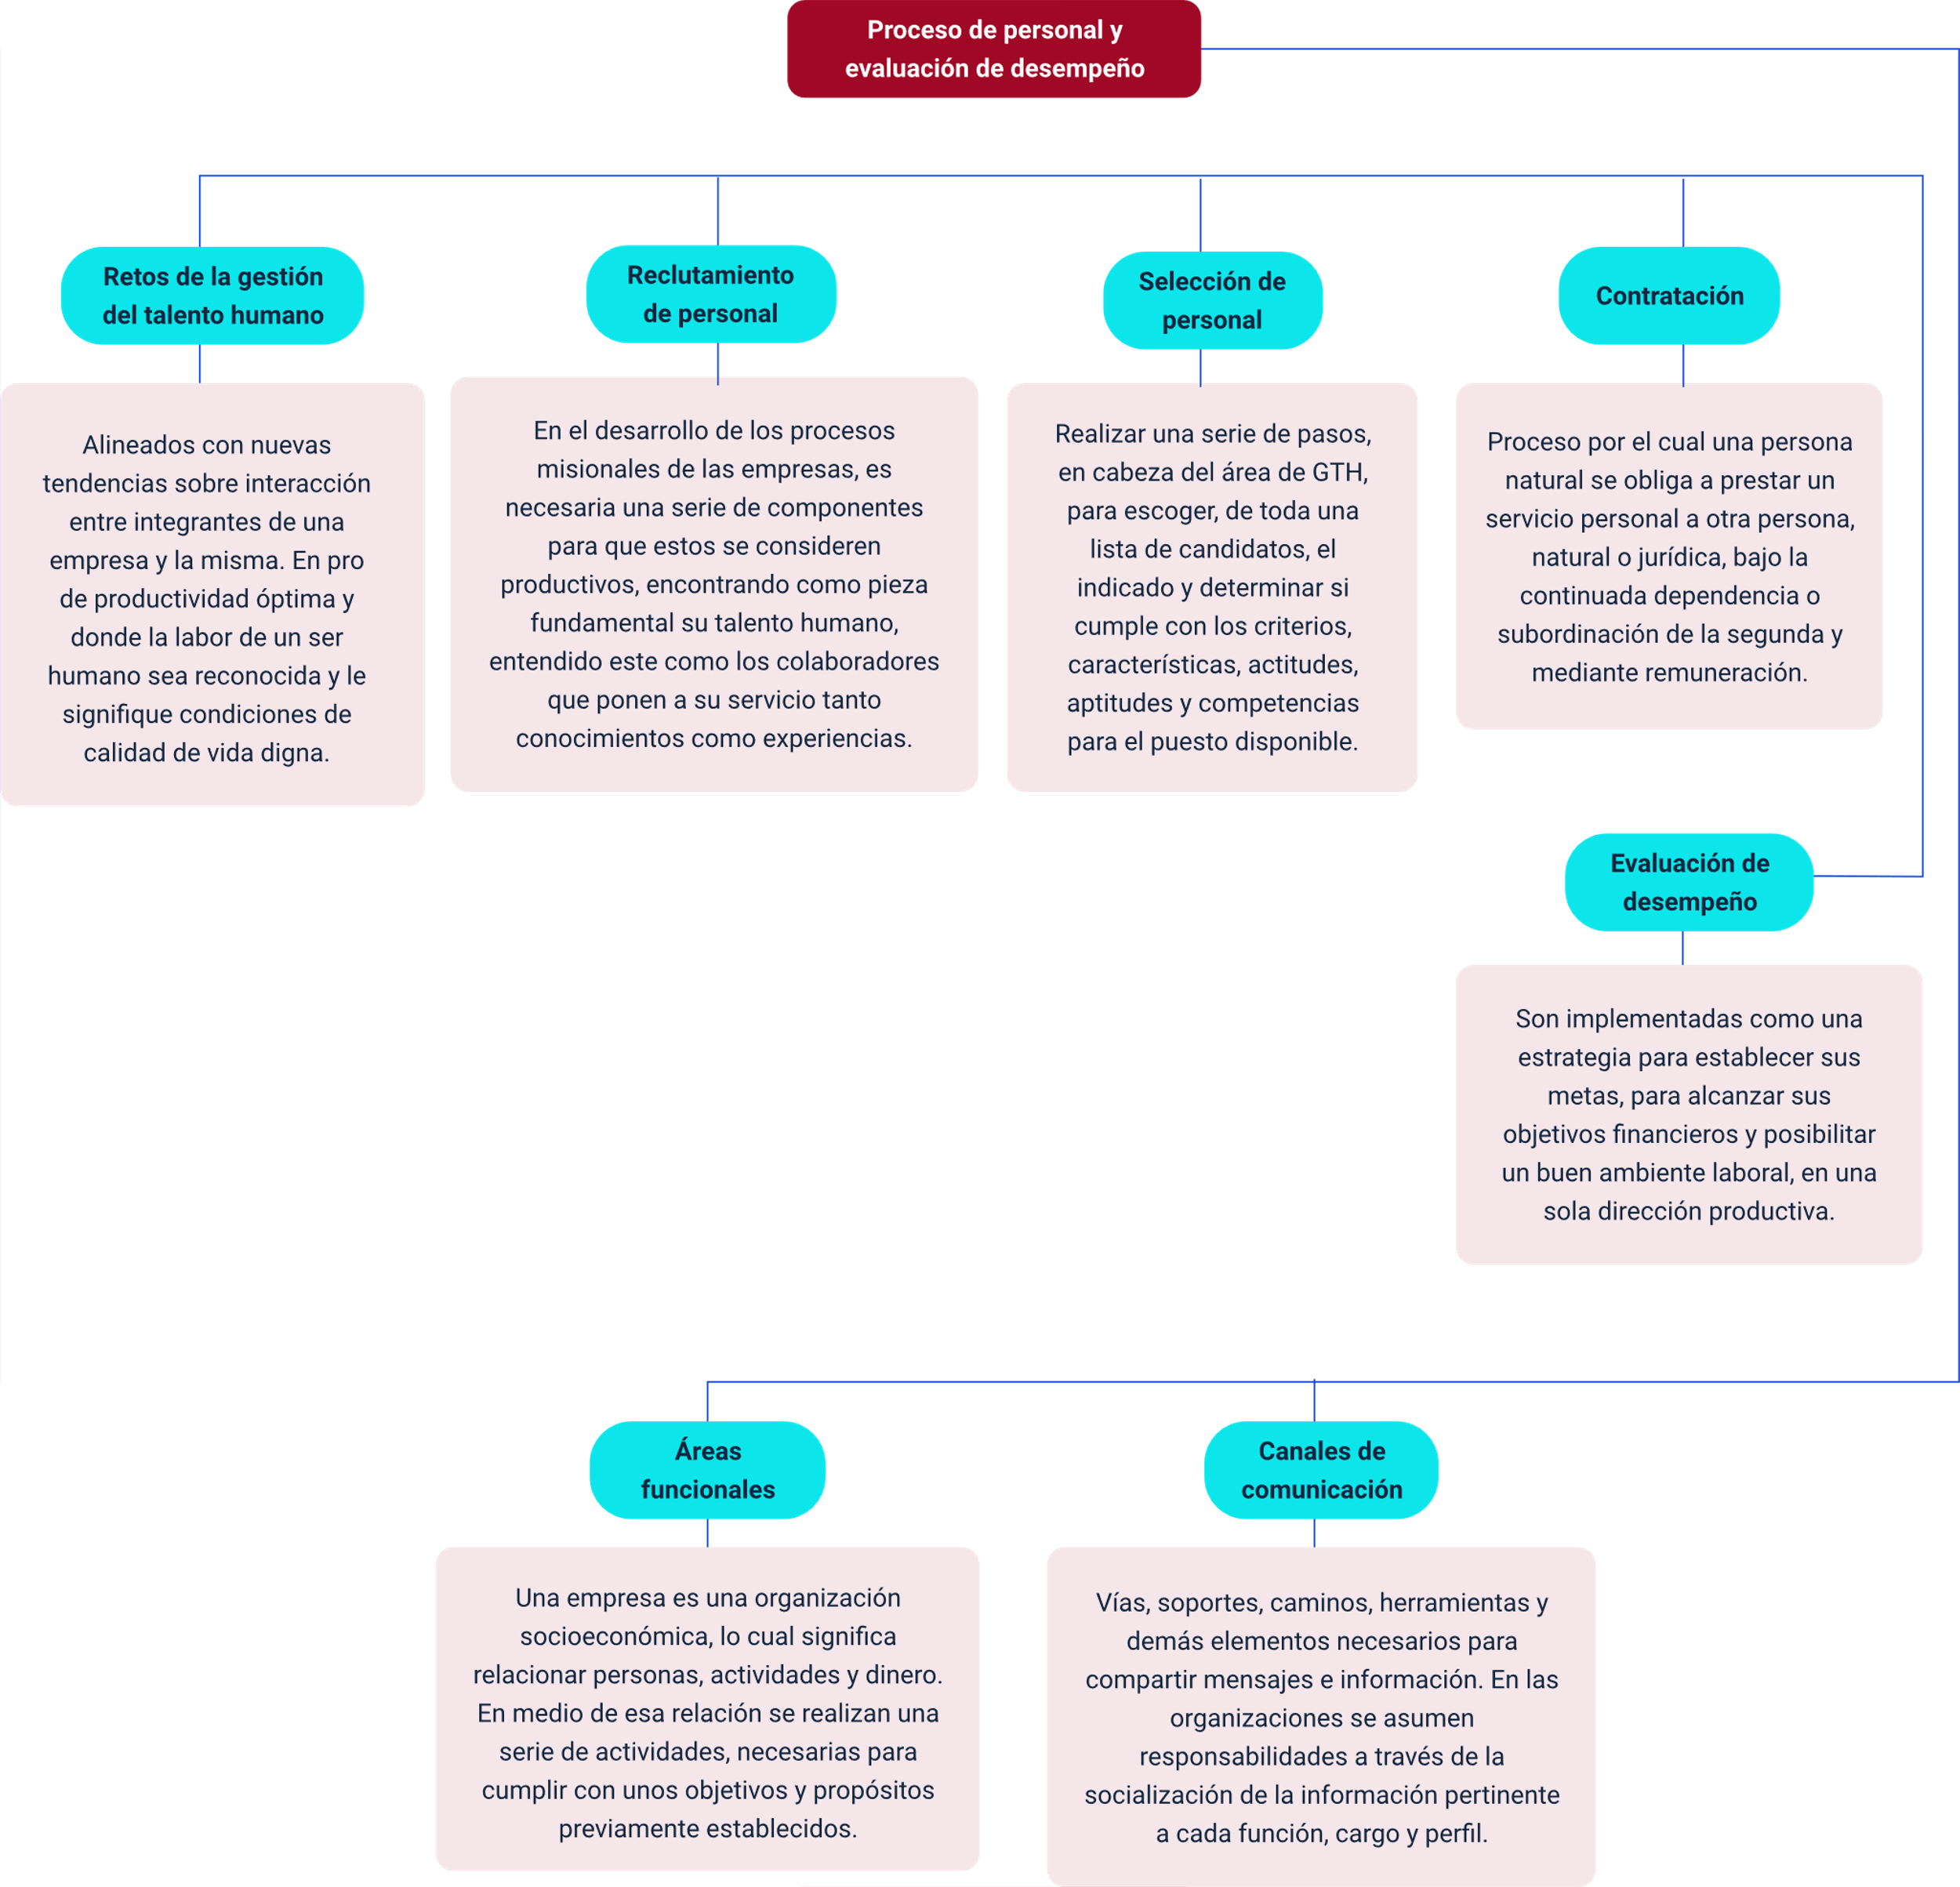 Proceso de personal y
evaluación de desempeño
Retos de la gestión
del talento humano
Alineados con nuevas
tendencias sobre interacción
entre integrantes de una
empresa y la misma. En pro
de productividad óptima y
donde la labor de un ser
humano sea reconocida y le
signifique condiciones de
calidad de vida digna.
Reclutamiento
de personal
En el desarrollo de los procesos
misionales de las empresas, es
necesaria una serie de componentes
para que estos se consideren
productivos, encontrando como pieza
fundamental su talento humano,
entendido este como los colaboradores
que ponen a su servicio tanto
conocimientos como experiencias.
Selección de
personal
Realizar una serie de pasos,
en cabeza del área de GTH,
para escoger, de toda una
lista de candidatos, el
indicado y determinar si
cumple con los criterios,
características, actitudes,
aptitudes y competencias
para el puesto disponible.
Contratación
Proceso por el cual una persona
natural se obliga a prestar un
servicio personal a otra persona,
natural o jurídica, bajo la
continuada dependencia o
subordinación de la segunda y
mediante remuneración.
Evaluación de
desempeño
Son implementadas como una
estrategia para establecer sus
metas, para alcanzar sus
objetivos financieros y posibilitar
un buen ambiente laboral, en una
sola dirección productiva.
Áreas
funcionales
Una empresa es una organización
socioeconómica, lo cual significa
relacionar personas, actividades y dinero.
En medio de esa relación se realizan una
serie de actividades, necesarias para
cumplir con unos objetivos y propósitos
previamente establecidos.
Canales de
comunicación
Vías, soportes, caminos, herramientas y
demás elementos necesarios para
compartir mensajes e información. En las
organizaciones se asumen
responsabilidades a través de la
socialización de la información pertinente
a cada función, cargo y perfil.